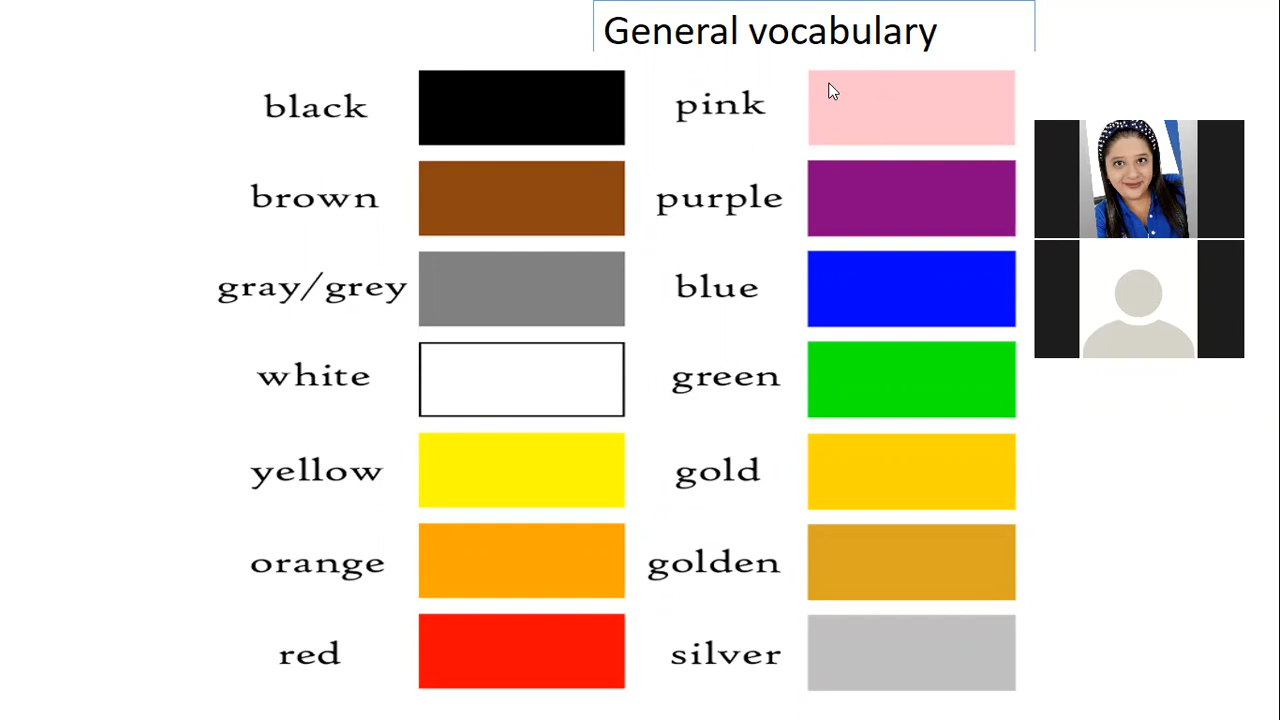 General vocabulary
black
pink
brown
purple
gray/grey
blue
white
green
yellow
gold
orange
golden
red
silver